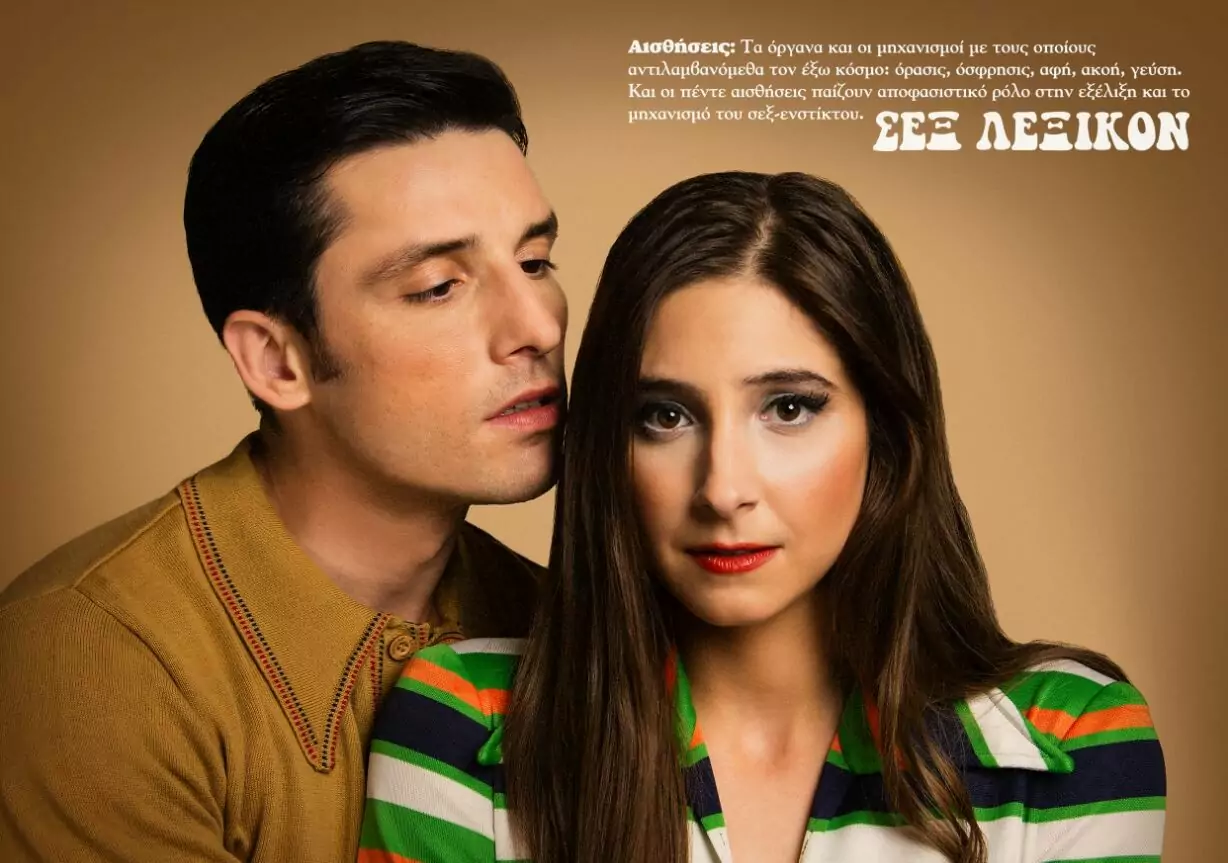 Αισθήσεις: Τα όργανα και οι μηχανισμοί με τους οποίους
αντιλαμβανόμεθα τον έξω κόσμο: όρασις, όσφρησις, αφή, ακοή, γεύση.
Και οι πέντε αισθήσεις παίζουν αποφασιστικό ρόλο στην εξέλιξη και το
μηχανισμό του σεξ-ενστίκτου.
ΣΕΞ ΛΕΞΙΚΟΝ